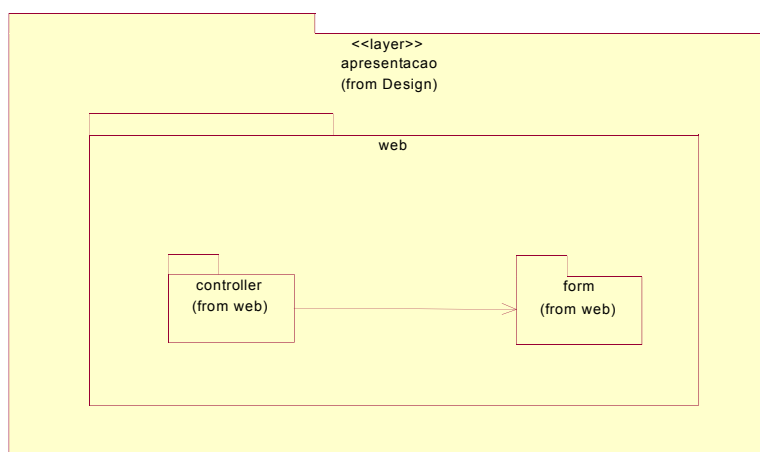 <<layer>>
apresentacao
(from Design)
web
controller
(from web)
form
(from web)